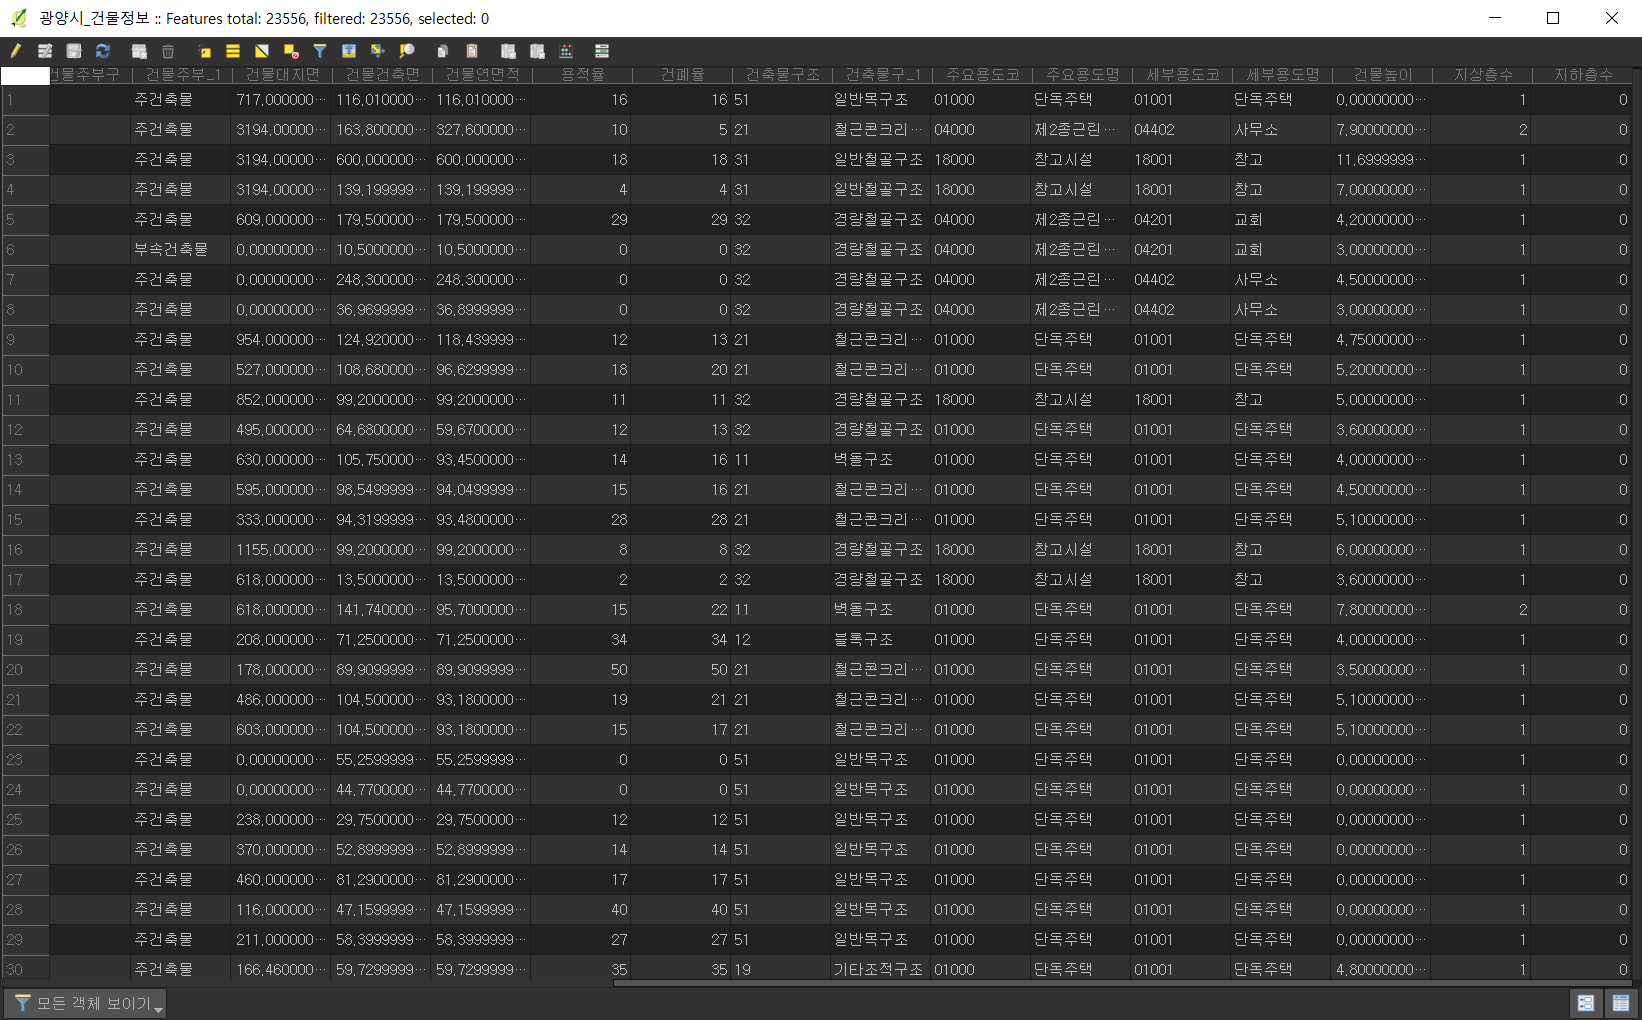 광양시_건물정보 :: Features total: 23556, filtered: 23556, selected: 0
건물주부구 건물주부_1 건물대지면 건물건축면 건물연면적 용적율 건폐율 건축물구조 건축물구_1 주요용도코 주요용도명 세부용도코 세부용도명 건물높이 지상층수 지하층수
1 주건축물 717,000000… 116,010000… 116,010000… 16 16 51 일반목구조 01000 단독주택 01001 단독주택 0,00000000… 1 0
2 주건축물 3194,00000… 163,800000… 327,600000… 10 5 21 철근콘크리… 04000 제2종근린… 04402 사무소 7,90000000… 2 0
3 주건축물 3194,00000… 600,000000… 600,000000… 18 18 31 일반철골구조 18000 창고시설 18001 창고 11,6999999… 1 0
4 주건축물 3194,00000… 139,199999… 139,199999… 4 4 31 일반철골구조 18000 창고시설 18001 창고 7,00000000… 1 0
5 주건축물 609,000000… 179,500000… 179,500000… 29 29 32 경량철골구조 04000 제2종근린… 04201 교회 4,20000000… 1 0
6 부속건축물 0,00000000… 10,5000000… 10,5000000… 0 0 32 경량철골구조 04000 제2종근린… 04201 교회 3,00000000… 1 0
7 주건축물 0,00000000… 248,300000… 248,300000… 0 0 32 경량철골구조 04000 제2종근린… 04402 사무소 4,50000000… 1 0
8 주건축물 0,00000000… 36,9699999… 36,8999999… 0 0 32 경량철골구조 04000 제2종근린… 04402 사무소 3,00000000… 1 0
9 주건축물 954,000000… 124,920000… 118,439999… 12 13 21 철근콘크리… 01000 단독주택 01001 단독주택 4,75000000… 1 0
10 주건축물 527,000000… 108,680000… 96,6299999… 18 20 21 철근콘크리… 01000 단독주택 01001 단독주택 5,20000000… 1 0
11 주건축물 852,000000… 99,2000000… 99,2000000… 11 11 32 경량철골구조 18000 창고시설 18001 창고 5,00000000… 1 0
12 주건축물 495,000000… 64,6800000… 59,6700000… 12 13 32 경량철골구조 01000 단독주택 01001 단독주택 3,60000000… 1 0
13 주건축물 630,000000… 105,750000… 93,4500000… 14 16 11 벽돌구조 01000 단독주택 01001 단독주택 4,00000000… 1 0
14 주건축물 595,000000… 98,5499999… 94,0499999… 15 16 21 철근콘크리… 01000 단독주택 01001 단독주택 4,50000000… 1 0
15 주건축물 333,000000… 94,3199999… 93,4800000… 28 28 21 철근콘크리… 01000 단독주택 01001 단독주택 5,10000000… 1 0
16 주건축물 1155,00000… 99,2000000… 99,2000000… 8 8 32 경량철골구조 18000 창고시설 18001 창고 6,00000000… 1 0
17 주건축물 618,000000… 13,5000000… 13,5000000… 2 2 32 경량철골구조 18000 창고시설 18001 창고 3,60000000… 1 0
18 주건축물 618,000000… 141,740000… 95,7000000… 15 22 11 벽돌구조 01000 단독주택 01001 단독주택 7,80000000… 2 0
19 주건축물 208,000000… 71,2500000… 71,2500000… 34 34 12 블록구조 01000 단독주택 01001 단독주택 4,00000000… 1 0
20 주건축물 178,000000… 89,9099999… 89,9099999… 50 50 21 철근콘크리… 01000 단독주택 01001 단독주택 3,50000000… 1 0
21 주건축물 486,000000… 104,500000… 93,1800000… 19 21 21 철근콘크리… 01000 단독주택 01001 단독주택 5,10000000… 1 0
22 주건축물 603,000000… 104,500000… 93,1800000… 15 17 21 철근콘크리… 01000 단독주택 01001 단독주택 5,10000000… 1 0
23 주건축물 0,00000000… 55,2599999… 55,2599999… 0 0 51 일반목구조 01000 단독주택 01001 단독주택 0,00000000… 1 0
24 주건축물 0,00000000… 44,7700000… 44,7700000… 0 0 51 일반목구조 01000 단독주택 01001 단독주택 0,00000000… 1 0
25 주건축물 238,000000… 29,7500000… 29,7500000… 12 12 51 일반목구조 01000 단독주택 01001 단독주택 0,00000000… 1 0
26 주건축물 370,000000… 52,8999999… 52,8999999… 14 14 51 일반목구조 01000 단독주택 01001 단독주택 0,00000000… 1 0
27 주건축물 460,000000… 81,2900000… 81,2900000… 17 17 51 일반목구조 01000 단독주택 01001 단독주택 0,00000000… 1 0
28 주건축물 116,000000… 47,1599999… 47,1599999… 40 40 51 일반목구조 01000 단독주택 01001 단독주택 0,00000000… 1 0
29 주건축물 211,000000… 58,3999999… 58,3999999… 27 27 51 일반목구조 01000 단독주택 01001 단독주택 0,00000000… 1 0
30 주건축물 166,460000… 59,7299999… 59,7299999… 35 35 19 기타조적구조 01000 단독주택 01001 단독주택 4,80000000… 1 0
모든 객체 보이기